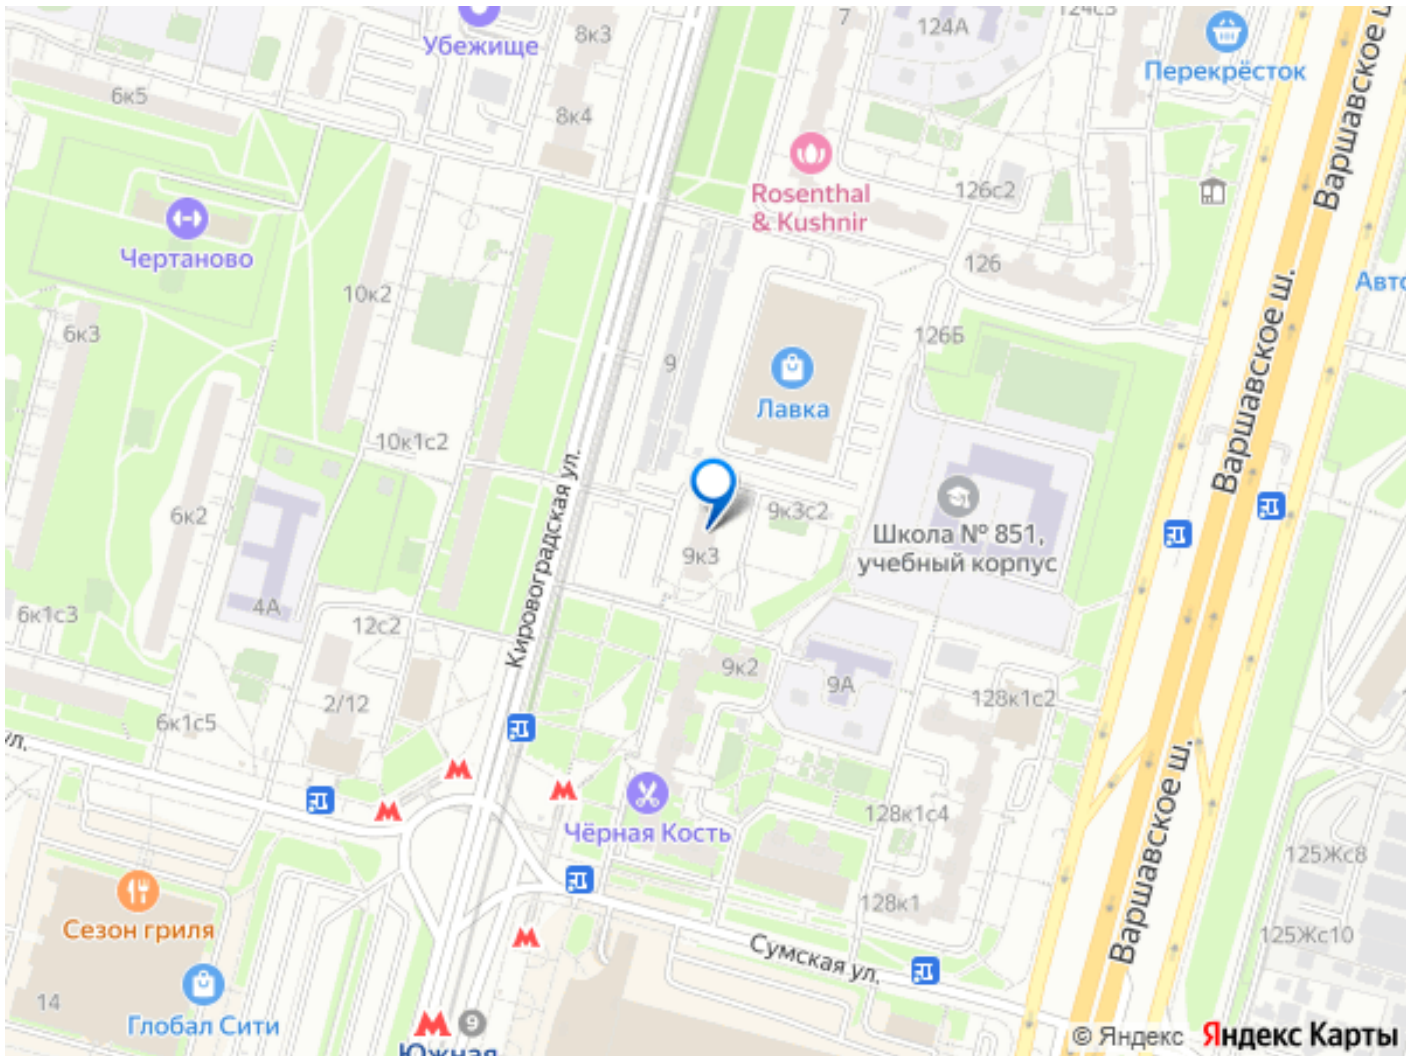 7
124А
124с3
Убежище
8к3
Перекрёсток
6к5
8к4
Варшавское ш.
Rosenthal
& Kushnir
126с2
Чертаново
126
10к2
6к3
126Б
9
Лавка
10к1с2
Варшавское ш.
Кировоградская ул.
6к2
9к3с2
Школа № 851,
учебный корпус
9к3
4А
6к1с3
12с2
9к2
9А
128к1с2
2/12
6к1с5
ул.
128к1с4
Чёрная Кость
Варшавское ш.
125Жс8
128к1
Сезон гриля
125Жс10
Сумская ул.
14
Глобал Сити
9
Южная
© Яндекс
Яндекс Карты